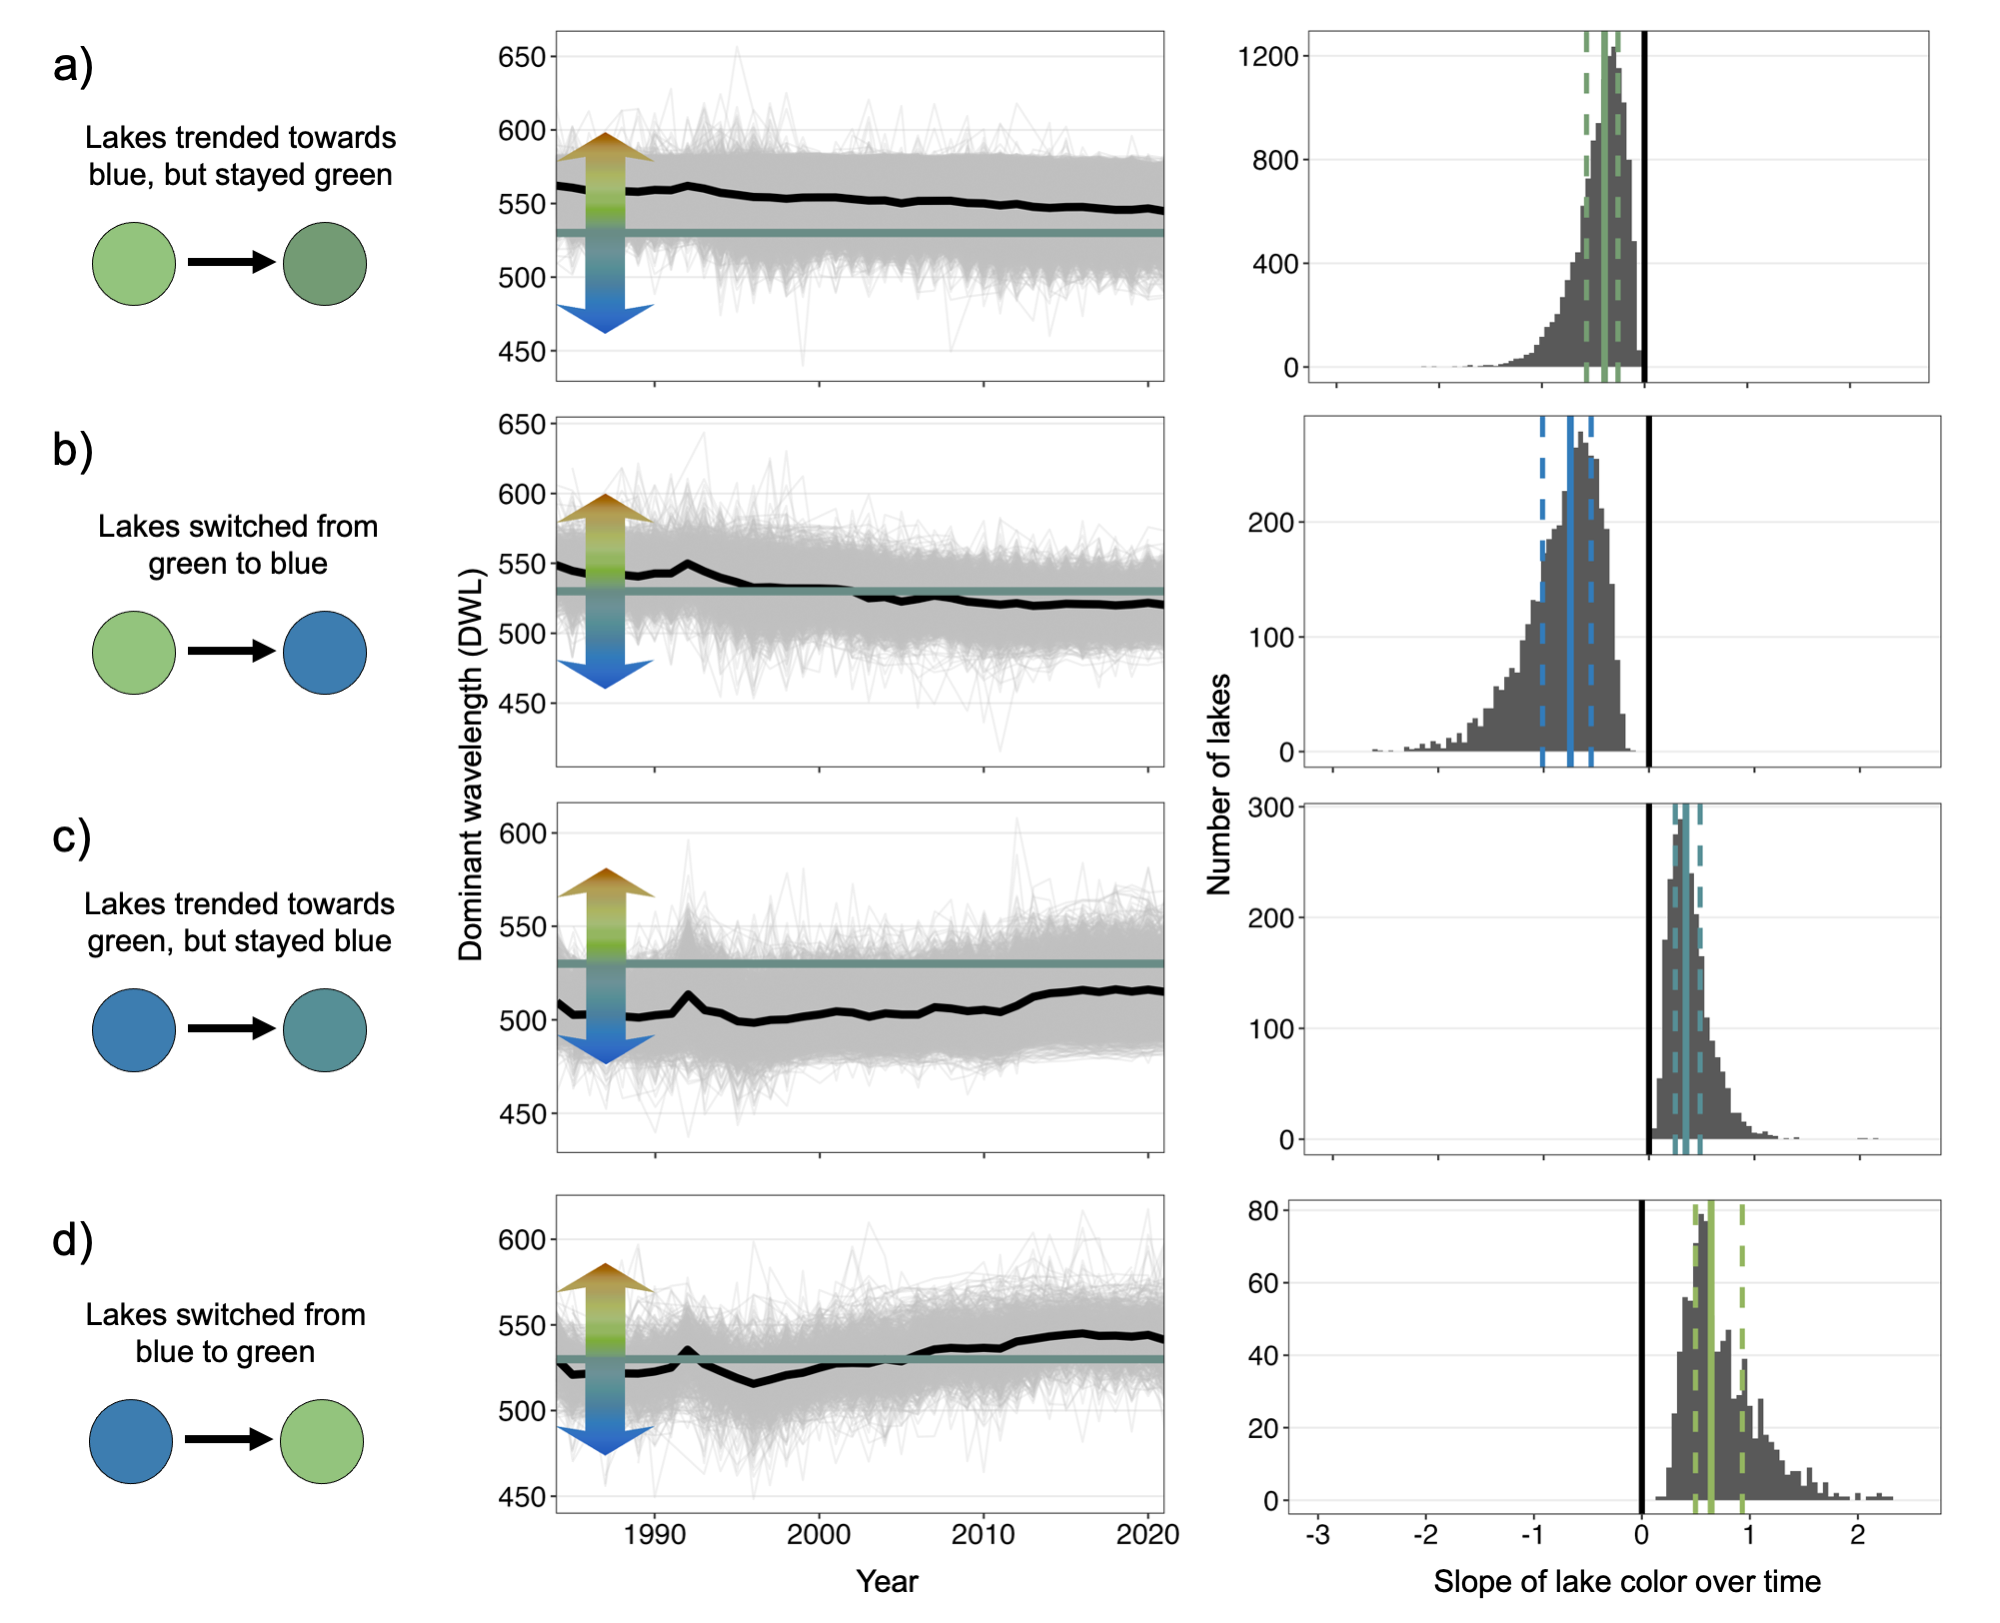 a)
Lakes trended towards
blue, but stayed green
650
600
550
500
450
1200
800
400
0
b)
Lakes switched from
green to blue
650
600
550
500
450
200
100
0
Dominant wavelength (DWL)
Number of lakes
c)
Lakes trended towards
green, but stayed blue
600
550
500
450
300
200
100
0
d)
Lakes switched from
blue to green
600
550
500
450
1990 2000 2010 2020
Year
80
60
40
20
0
-3 -2 -1 0 1 2
Slope of lake color over time